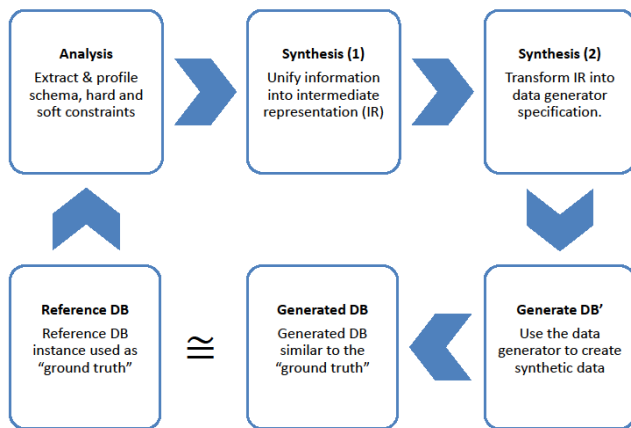 Analysis
Extract & profile
schema, hard and
soft constraints
Synthesis (1)
Unify information
into intermediate
representation (IR)
Synthesis (2)
Transform IR into
data generator
specification.
Reference DB
Reference DB
instance used as
“ground truth”
≅
Generated DB
Generated DB
similar to the
“ground truth”
Generate DB’
Use the data
generator to create
synthetic data